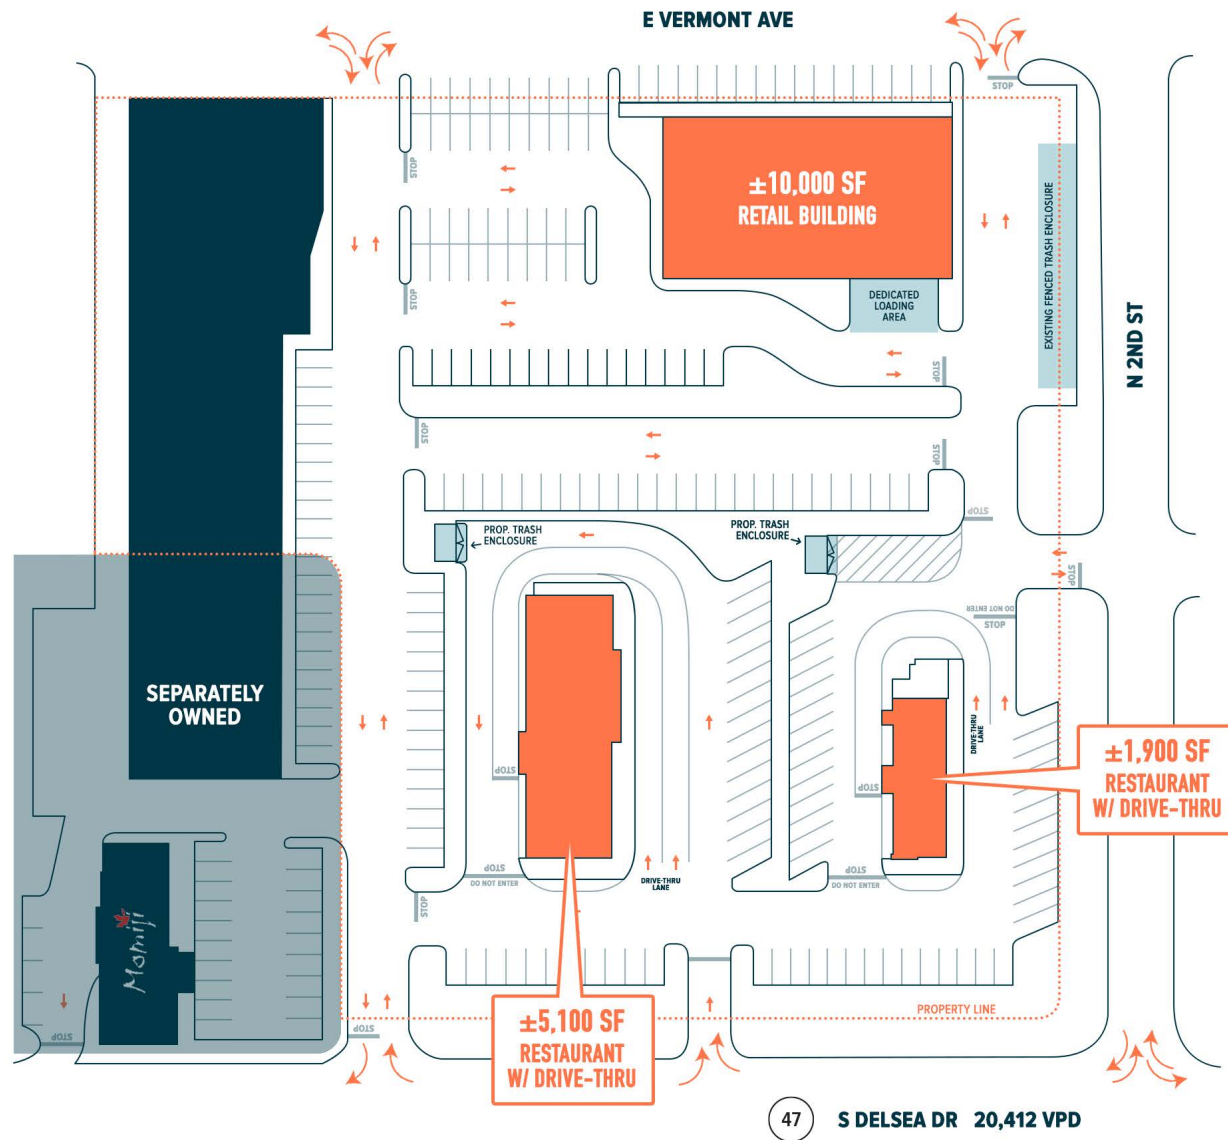 E VERMONT AVE
STOP
STOP
±10,000 SF
RETAIL BUILDING
EXISTING FENCED TRASH ENCLOSURE
STOP
DEDICATED
LOADING
AREA
N 2ND ST
STOP
STOP
STOP
STOP
PROP. TRASH
ENCLOSURE
PROP. TRASH
ENCLOSURE
STOP
STOP
DO NOT ENTER
STOP
SEPARATELY
OWNED
DRIVE-THRU
LANE
±1,900 SF
RESTAURANT
W/ DRIVE-THRU
STOP
STOP
STOP
DO NOT ENTER
DRIVE-THRU
LANE
STOP
DO NOT ENTER
STOP
Momiji
PROPERTY LINE
±5,100 SF
RESTAURANT
W/ DRIVE-THRU
STOP
STOP
47 S DELSEA DR 20,412 VPD